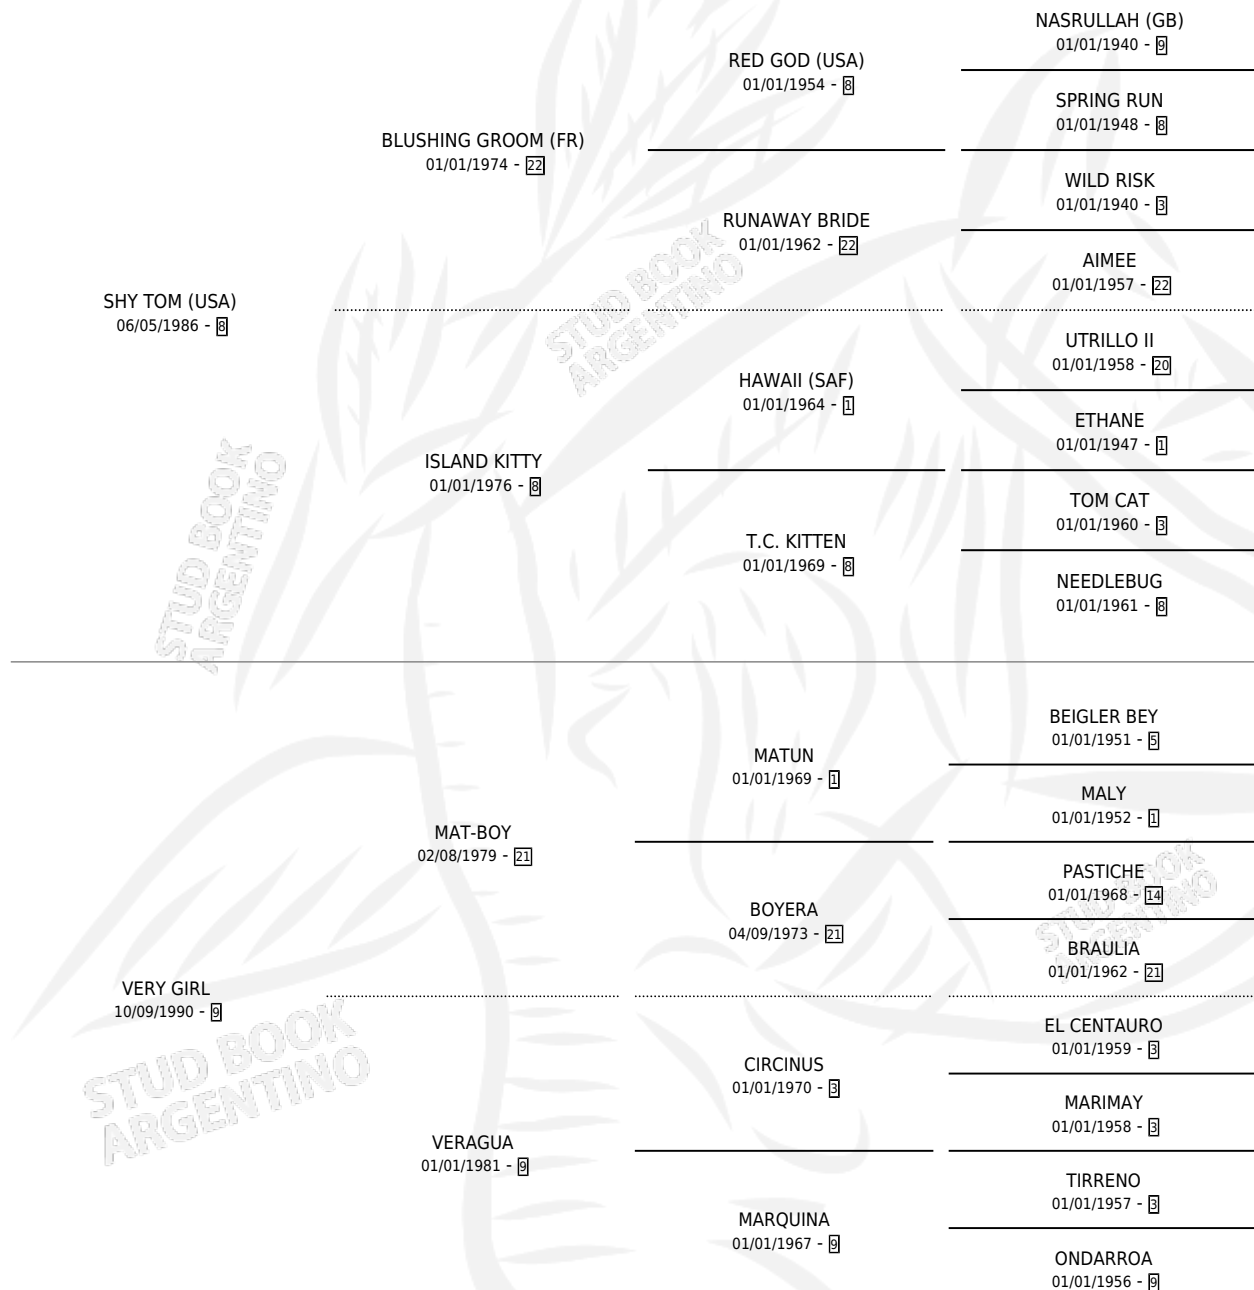 NASRULLAH (GB)
01/01/1940 - 9
RED GOD (USA)
01/01/1954 - 8
SPRING RUN
01/01/1948 - 8
BLUSHING GROOM (FR)
01/01/1974 - 22
WILD RISK
01/01/1940 - 3
RUNAWAY BRIDE
01/01/1962 - 22
AIMEE
01/01/1957 - 22
SHY TOM (USA)
06/05/1986 - 8
UTRILLO II
01/01/1958 - 20
HAWAII (SAF)
01/01/1964 - 1
ETHANE
01/01/1947 - 1
ISLAND KITTY
01/01/1976 - 8
TOM CAT
01/01/1960 - 3
T.C. KITTEN
01/01/1969 - 8
NEEDLEBUG
01/01/1961 - 8
STUD BOOK
ARGENTINO
STUD BOOK
ARGENTINO
BEIGLER BEY
01/01/1951 - 5
MATUN
01/01/1969 - 1
MALY
01/01/1952 - 1
MAT-BOY
02/08/1979 - 21
PASTICHE
01/01/1968 - 14
BOYERA
04/09/1973 - 21
BRAULIA
01/01/1962 - 21
STUD BOOK
ARGENTINO
VERY GIRL
10/09/1990 - 9
EL CENTAURO
01/01/1959 - 3
CIRCINUS
01/01/1970 - 3
MARIMAY
01/01/1958 - 3
STUD BOOK
ARGENTINO
VERAGUA
01/01/1981 - 9
TIRRENO
01/01/1957 - 3
MARQUINA
01/01/1967 - 9
ONDARROA
01/01/1956 - 9